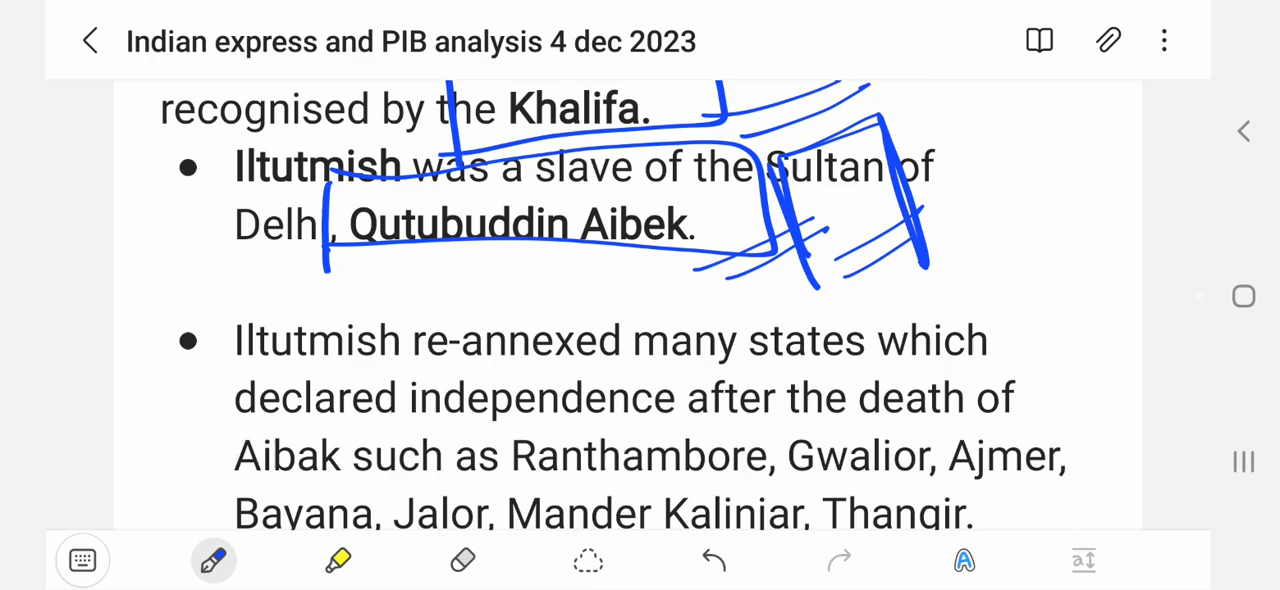 Indian express and PIB analysis 4 dec 2023
recognised by the Khalifa.
● Iltutmish was a slave of the Sultan of
Delhi, Qutubuddin Aibek.
● Iltutmish re-annexed many states which
declared independence after the death of
Aibak such as Ranthambore, Gwalior, Ajmer,
Bayana, Jalor, Mander Kalinjar, Thangir.